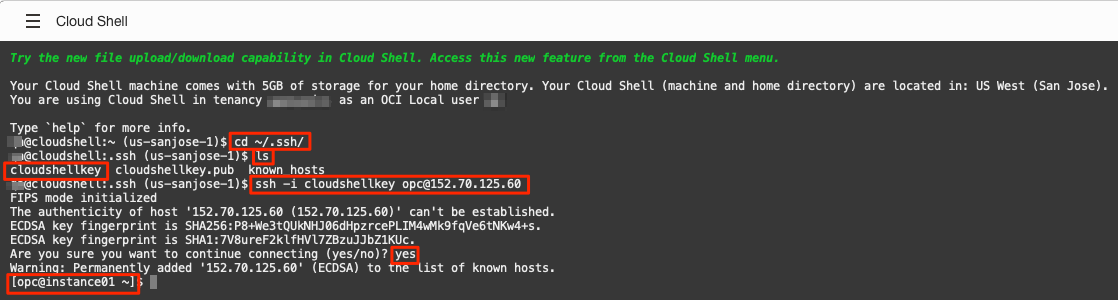 Cloud Shell
Try the new file upload/download capability in Cloud Shell. Access this new feature from the Cloud Shell menu.
Your Cloud Shell machine comes with 5GB of storage for your home directory. Your Cloud Shell (machine and home directory) are located in: US West (San Jose).
You are using Cloud Shell in tenancy as an OCI Local user
Type `help` for more info.
@cloudshell:~ (us-sanjose-1)$ cd ~/.ssh/
@cloudshell:.ssh (us-sanjose-1)$ ls
cloudshellkey cloudshellkey.pub known hosts
@cloudshell:.ssh (us-sanjose-1)$ ssh -i cloudshellkey opc@152.70.125.60
FIPS mode initialized
The authenticity of host '152.70.125.60 (152.70.125.60)' can't be established.
ECDSA key fingerprint is SHA256:P8+We3tQUkNHJ06dHpzrcePLIM4wMk9fqVe6tNKw4+s.
ECDSA key fingerprint is SHA1:7V8ureF2klfHVl7ZBzuJJbZ1KUc.
Are you sure you want to continue connecting (yes/no)? yes
Warning: Permanently added '152.70.125.60' (ECDSA) to the list of known hosts.
[opc@instance01 ~]$